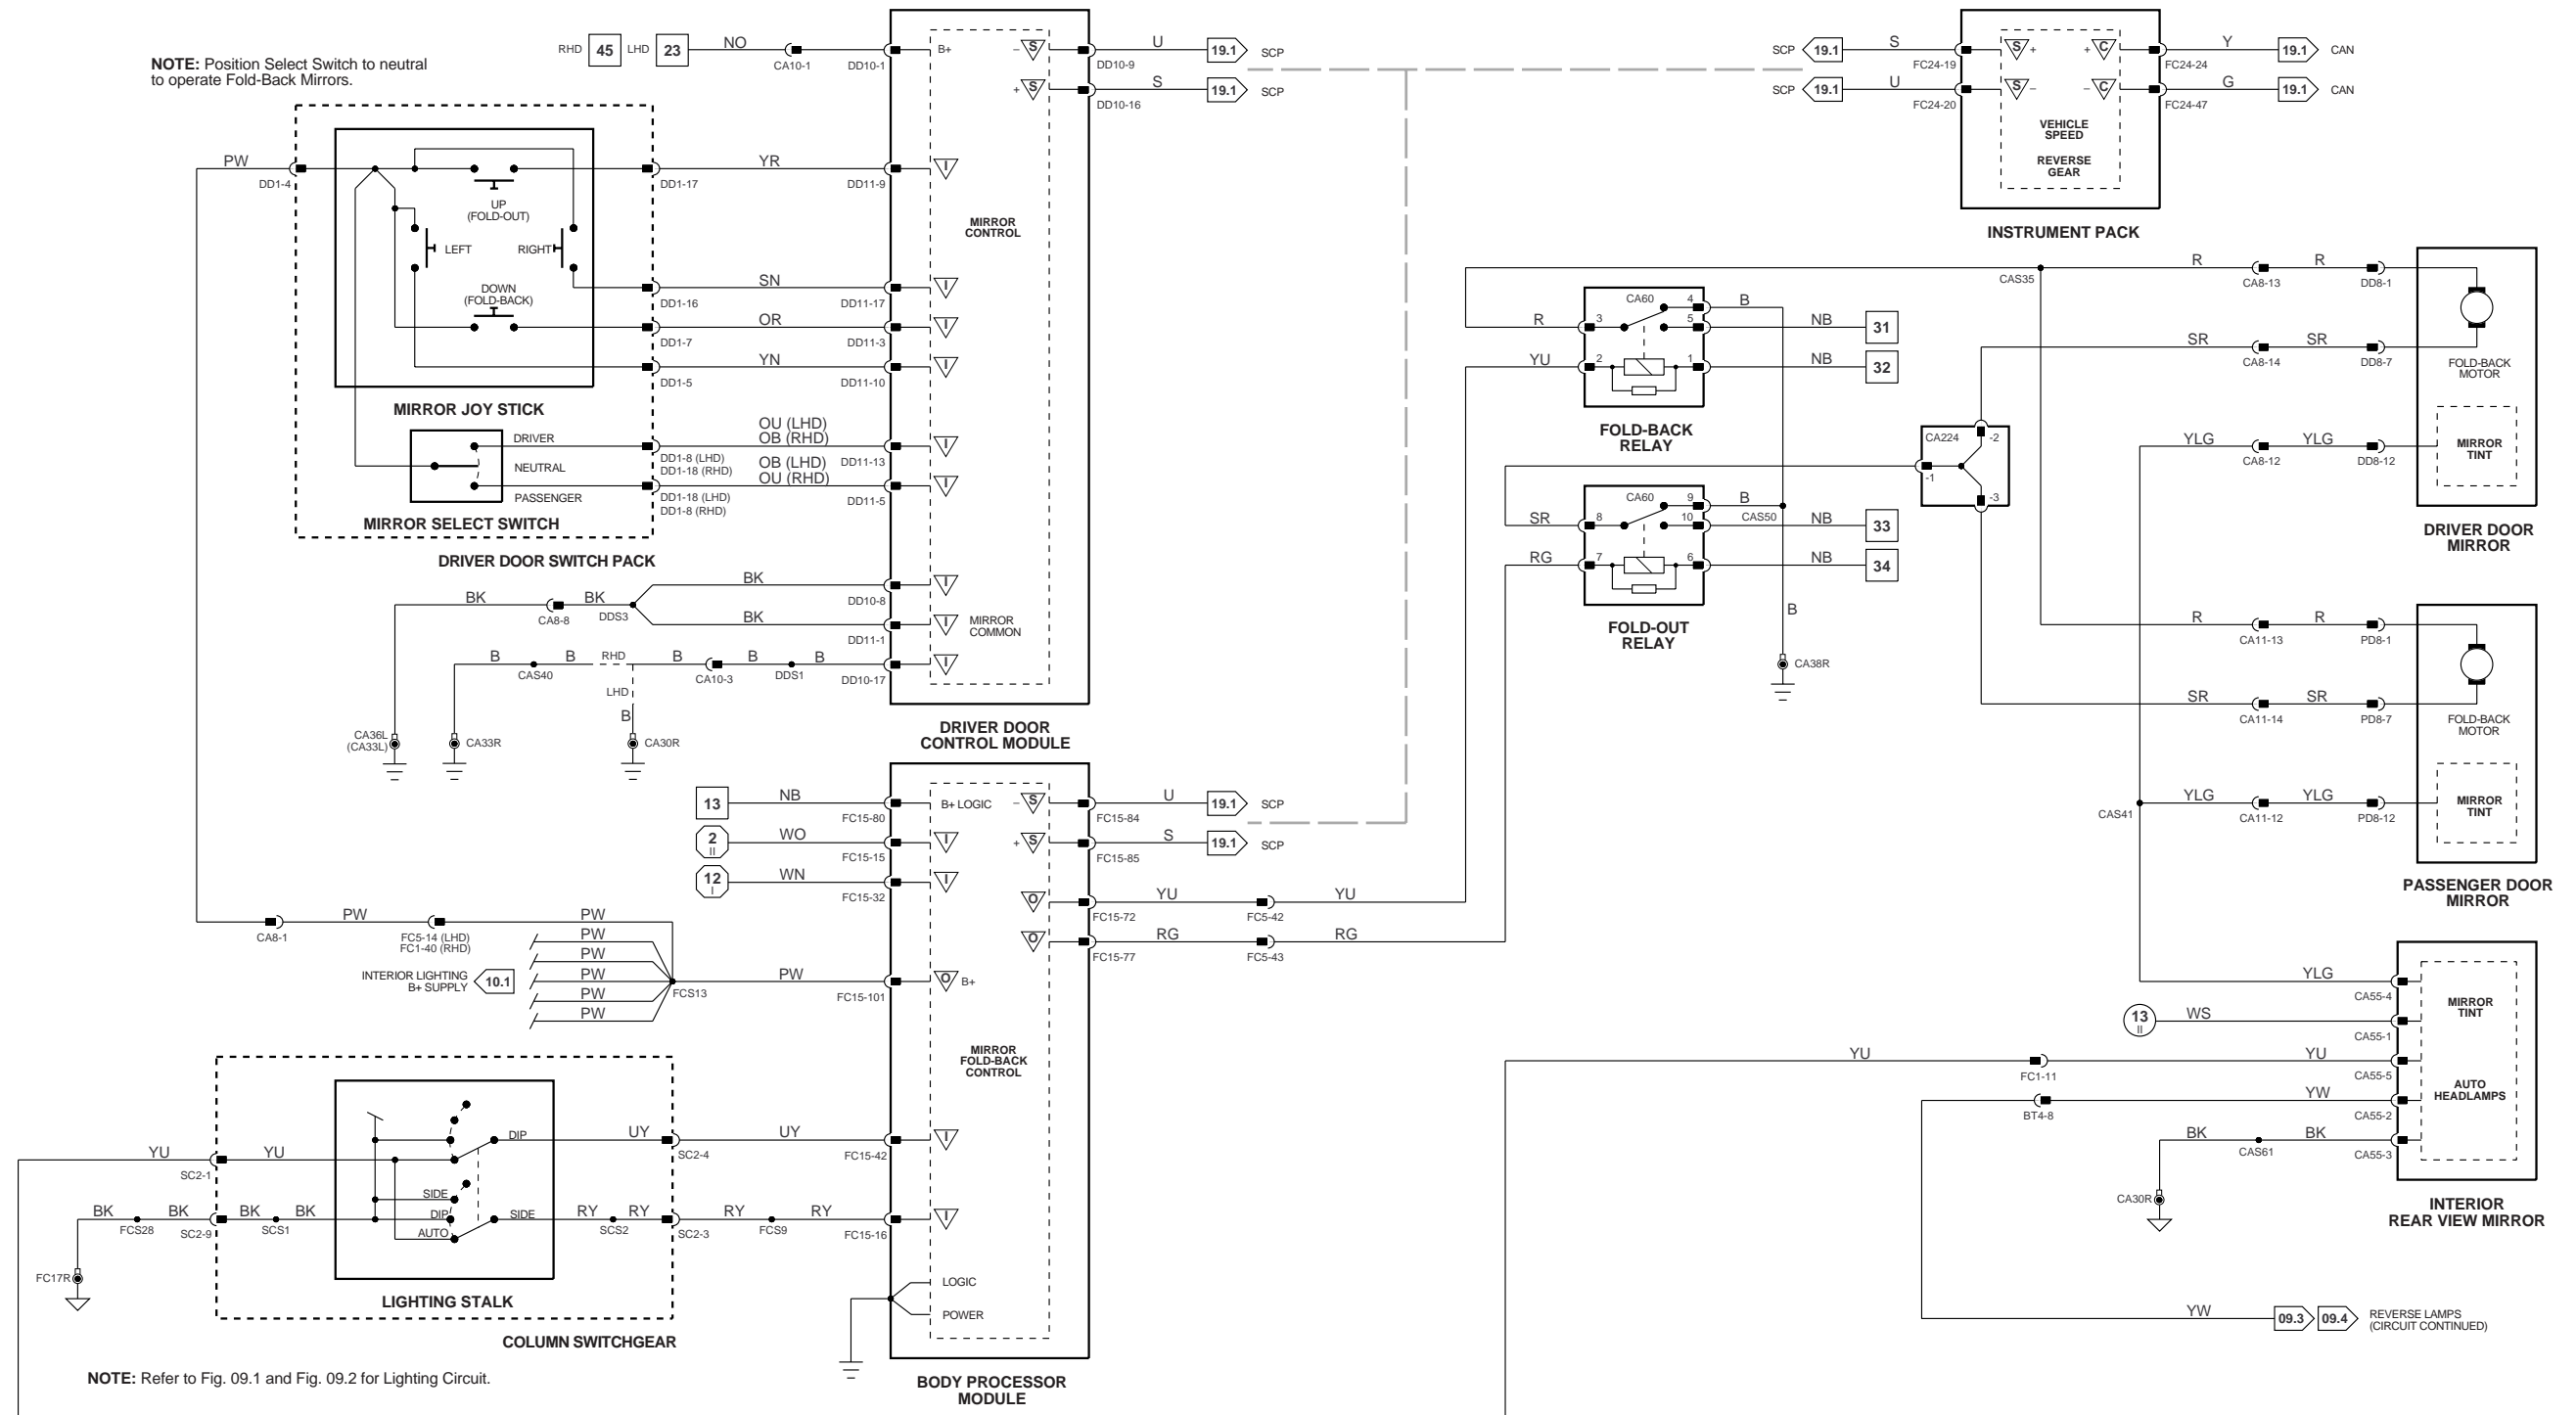 NOTE: Position Select Switch to neutral
to operate Fold-Back Mirrors.
RHD 45 LHD 23 NO
CA10-1
DD10-1
B+
S
U
DD10-9
19.1 SCP
S
S
DD10-16
19.1 SCP
PW
DD1-4
UP
(FOLD-OUT)
LEFT
RIGHT
DOWN
(FOLD-BACK)
MIRROR JOY STICK
DRIVER
NEUTRAL
PASSENGER
MIRROR SELECT SWITCH
DRIVER DOOR SWITCH PACK
DD1-17
YR
DD11-9
I
MIRROR
CONTROL
DD1-16
SN
DD11-17
I
DD1-7
OR
DD11-3
I
DD1-5
YN
DD11-10
I
OU (LHD)
OB (RHD)
DD1-8 (LHD)
DD1-18 (RHD)
DD11-13
I
OB (LHD)
OU (RHD)
DD1-18 (LHD)
DD1-8 (RHD)
DD11-5
I
BK
CA8-8
BK
DDS3
BK
DD10-8
I
BK
DD11-1
I
MIRROR
COMMON
B
CAS40
B
RHD
LHD
B
B
CA10-3
B
DDS1
B
DD10-17
I
CA36L
(CA33L)
CA33R
CA30R
DRIVER DOOR
CONTROL MODULE
SCP 19.1 S
FC24-19
S +
+ C
FC24-24
Y
19.1 CAN
SCP 19.1 U
FC24-20
S –
– C
FC24-47
G
19.1 CAN
VEHICLE
SPEED
REVERSE
GEAR
INSTRUMENT PACK
R
CA60
3
4
5
B
NB
31
YU
2
1
NB
32
FOLD-BACK
RELAY
SR
CA60
8
9
10
B
CAS50
NB
33
RG
7
6
NB
34
FOLD-OUT
RELAY
B
CA38R
CAS35
CA224
-1
-2
-3
R
CA8-13
R
DD8-1
SR
CA8-14
SR
DD8-7
FOLD-BACK
MOTOR
YLG
CA8-12
YLG
DD8-12
MIRROR
TINT
DRIVER DOOR
MIRROR
R
CA11-13
R
PD8-1
SR
CA11-14
SR
PD8-7
FOLD-BACK
MOTOR
CAS41
YLG
CA11-12
YLG
PD8-12
MIRROR
TINT
PASSENGER DOOR
MIRROR
13 NB
FC15-80
B+ LOGIC
– S
U
FC15-84
19.1 SCP
2
II
WO
FC15-15
I
+ S
S
FC15-85
19.1 SCP
12
I
WN
FC15-32
I
O
FC15-72
YU
FC5-42
YU
O
FC15-77
RG
FC5-43
RG
CA8-1
PW
FC5-14 (LHD)
FC1-40 (RHD)
PW
PW
PW
PW
PW
PW
INTERIOR LIGHTING
B+ SUPPLY
10.1
FCS13
PW
FC15-101
O B+
MIRROR
FOLD-BACK
CONTROL
YU
SC2-1
YU
DIP
UY
SC2-4
UY
FC15-42
I
BK
FCS28
BK
SC2-9
BK
SCS1
BK
SIDE
DIP
AUTO
SIDE
RY
SCS2
RY
SC2-3
RY
FCS9
RY
FC15-16
I
FC17R
LIGHTING STALK
COLUMN SWITCHGEAR
LOGIC
POWER
BODY PROCESSOR
MODULE
NOTE: Refer to Fig. 09.1 and Fig. 09.2 for Lighting Circuit.
YLG
CA55-4
MIRROR
TINT
13
II
WS
CA55-1
YU
FC1-11
YU
CA55-5
AUTO
HEADLAMPS
BT4-8
YW
CA55-2
BK
CAS61
BK
CA55-3
CA30R
INTERIOR
REAR VIEW MIRROR
YW
09.3
09.4
REVERSE LAMPS
(CIRCUIT CONTINUED)